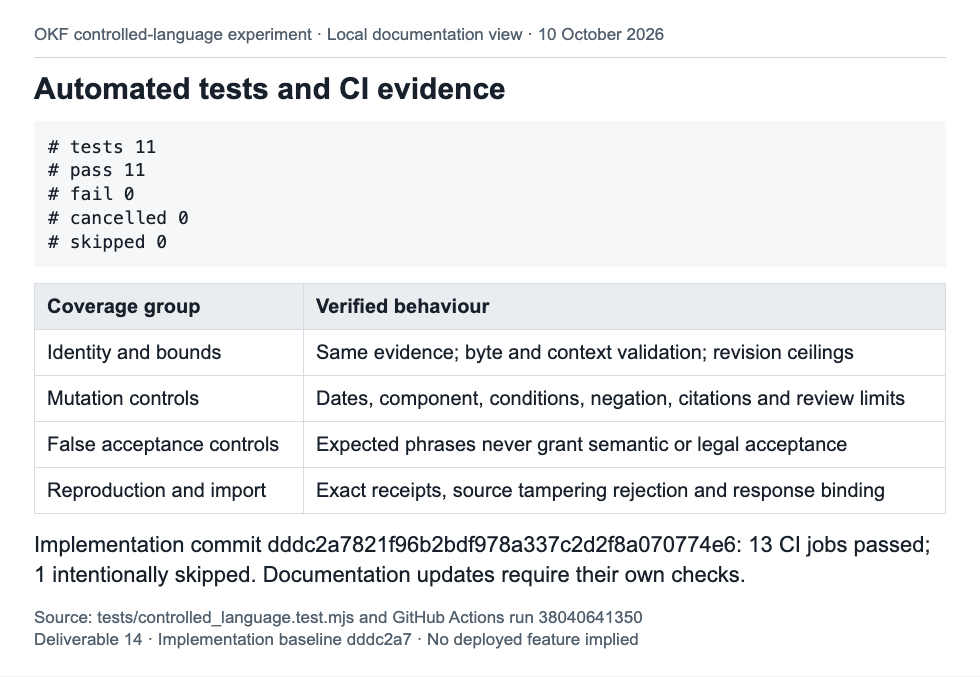 OKF controlled-language experiment · Local documentation view · 10 October 2026
Automated tests and CI evidence
# tests 11
# pass 11
# fail 0
# cancelled 0
# skipped 0
Coverage group Verified behaviour
Identity and bounds Same evidence; byte and context validation; revision ceilings
Mutation controls Dates, component, conditions, negation, citations and review limits
False acceptance controls Expected phrases never grant semantic or legal acceptance
Reproduction and import Exact receipts, source tampering rejection and response binding
Implementation commit dddc2a7821f96b2bdf978a337c2d2f8a070774e6: 13 CI jobs passed;
1 intentionally skipped. Documentation updates require their own checks.
Source: tests/controlled_language.test.mjs and GitHub Actions run 38040641350
Deliverable 14 · Implementation baseline dddc2a7 · No deployed feature implied